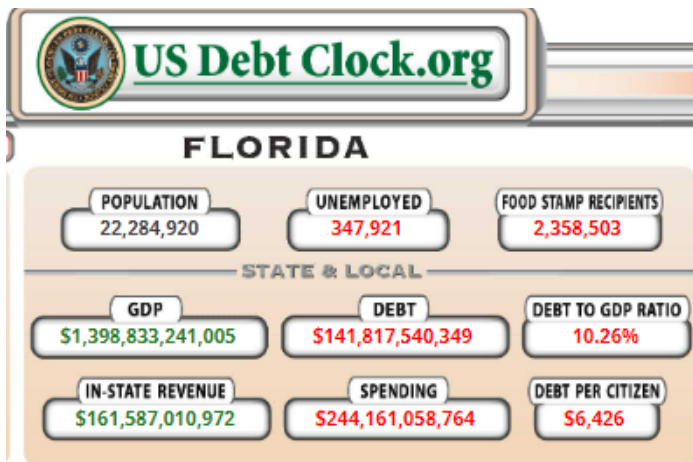 US Debt Clock.org
FLORIDA
POPULATION UNEMPLOYED FOOD STAMP RECIPIENTS
22,284,920 347,921 2,358,503
STATE & LOCAL
GDP DEBT DEBT TO GDP RATIO
$1,398,833,241,005 $141,817,540,349 10.26%
IN-STATE REVENUE SPENDING DEBT PER CITIZEN
$161,587,010,972 $244,161,058,764 $6,426